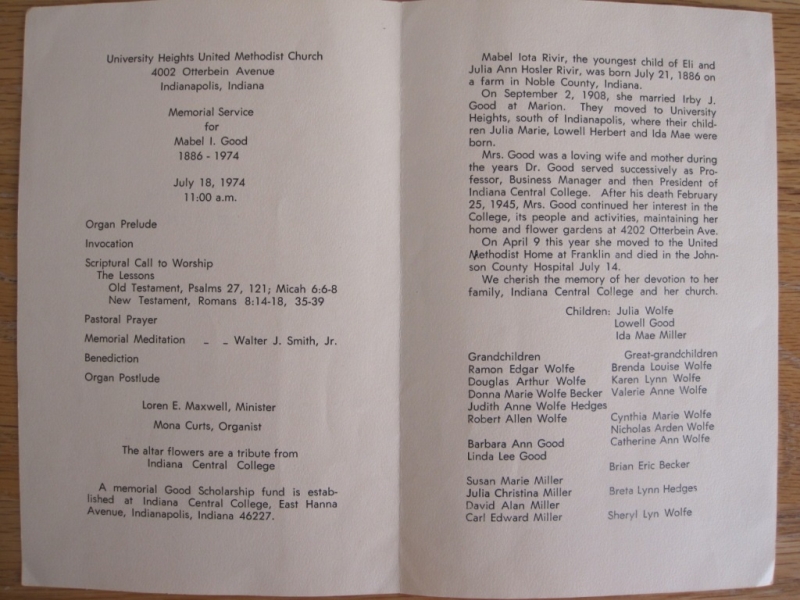 University Heights United Methodist Church
4002 Otterbein Avenue
Indianapolis, Indiana
Memorial Service
for
Mabel I. Good
1886 - 1974
July 18, 1974
11:00 a.m.
Organ Prelude
Invocation
Scriptural Call to Worship
The Lessons
Old Testament, Psalms 27, 121; Micah 6:6-8
New Testament, Romans 8:14-18, 35-39
Pastoral Prayer
Memorial Meditation _ _ Walter J. Smith, Jr.
Benediction
Organ Postlude
Loren E. Maxwell, Minister
Mona Curts, Organist
The altar flowers are a tribute from
Indiana Central College
A memorial Good Scholarship fund is estab-
lished at Indiana Central College, East Hanna
Avenue, Indianapolis, Indiana 46227.
Mabel Iota Rivir, the youngest child of Eli and
Julia Ann Hosler Rivir, was born July 21, 1886 on
a farm in Noble County, Indiana.
On September 2, 1908, she married Irby J.
Good at Marion. They moved to University
Heights, south of Indianapolis, where their child-
ren Julia Marie, Lowell Herbert and Ida Mae were
born.
Mrs. Good was a loving wife and mother during
the years Dr. Good served successively as Pro-
fessor, Business Manager and then President of
Indiana Central College. After his death February
25, 1945, Mrs. Good continued her interest in the
College, its people and activities, maintaining her
home and flower gardens at 4202 Otterbein Ave.
On April 9 this year she moved to the United
Methodist Home at Franklin and died in the John-
son County Hospital July 14.
We cherish the memory of her devotion to her
family, Indiana Central College and her church.
Children: Julia Wolfe
Lowell Good
Ida Mae Miller
Grandchildren
Ramon Edgar Wolfe
Douglas Arthur Wolfe
Donna Marie Wolfe Becker
Judith Anne Wolfe Hedges
Robert Allen Wolfe
Barbara Ann Good
Linda Lee Good
Susan Marie Miller
Julia Christina Miller
David Alan Miller
Carl Edward Miller
Great-grandchildren
Brenda Louise Wolfe
Karen Lynn Wolfe
Valerie Anne Wolfe
Cynthia Marie Wolfe
Nicholas Arden Wolfe
Catherine Ann Wolfe
Brian Eric Becker
Breta Lynn Hedges
Sheryl Lyn Wolfe